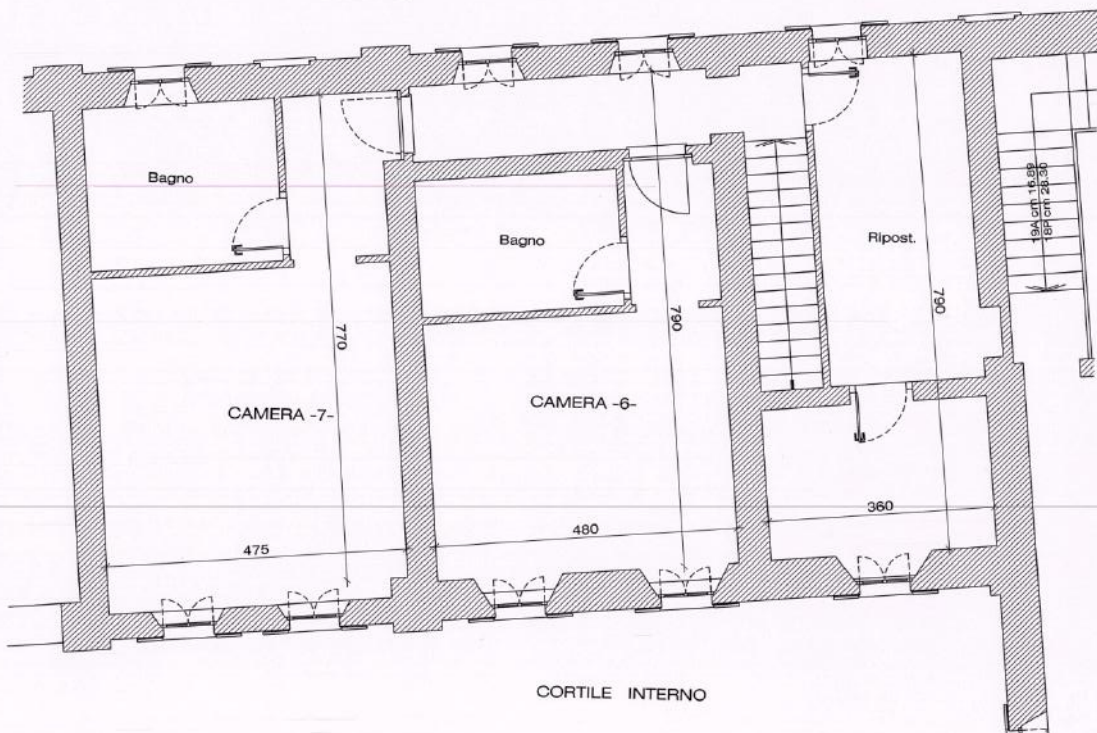 Bagno
Bagno
Ripost.
19A cm 16.89
18P cm 28.30
770
790
790
CAMERA -7-
CAMERA -6-
475
480
360
CORTILE INTERNO